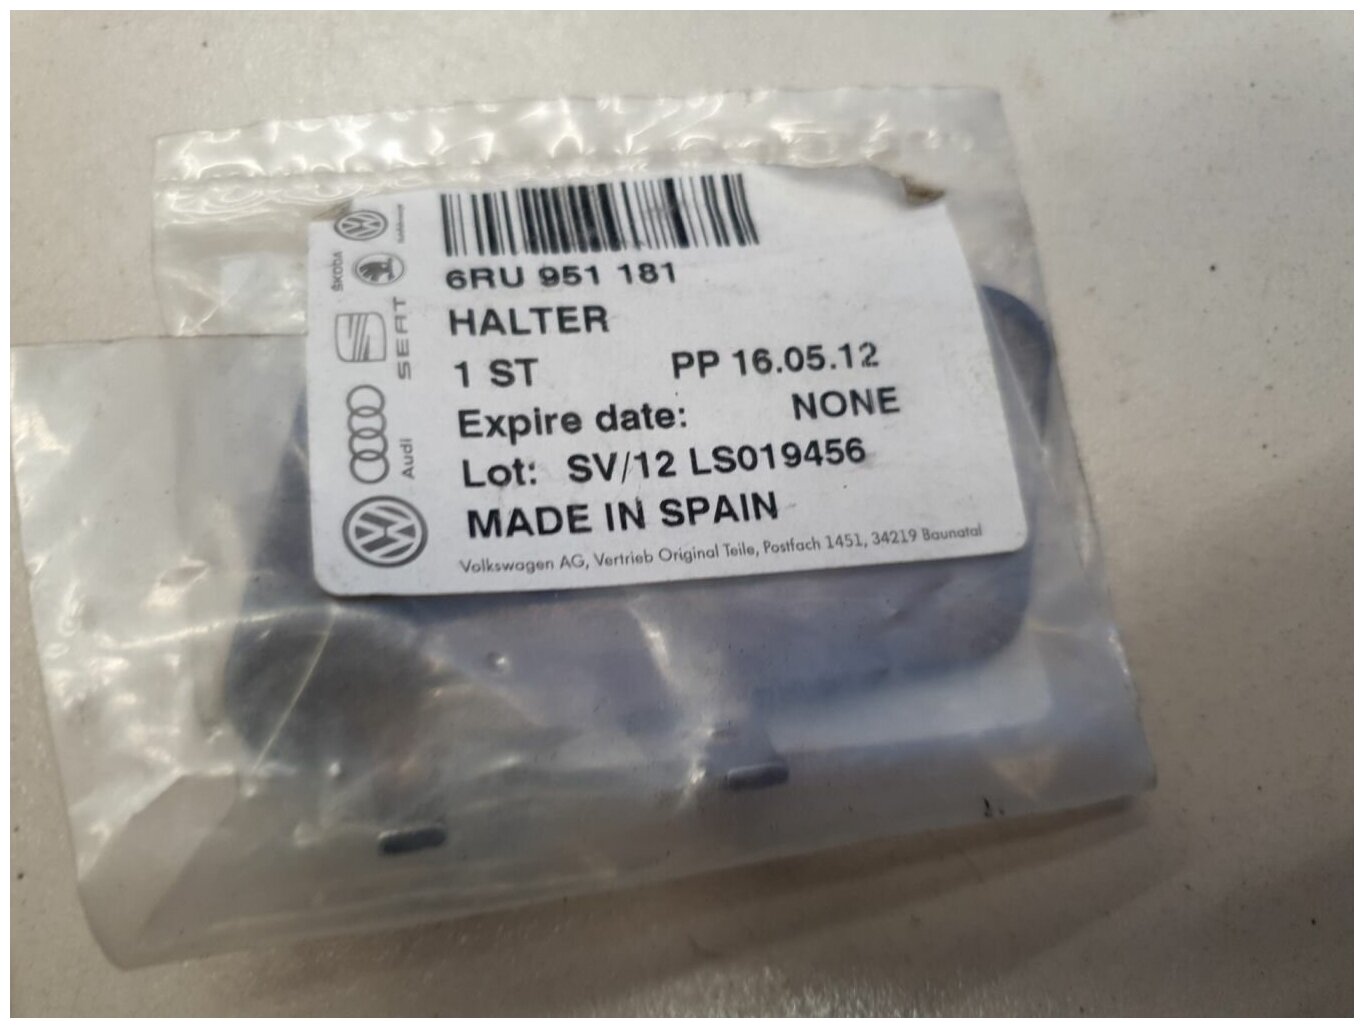 6RU 951 181
HALTER
1 ST PP 16.05.12
Expire date: NONE
Lot: SV/12 LS019456
MADE IN SPAIN
Volkswagen AG, Vertrieb Original Teile, Postfach 1451, 34219 Baunatal
ŠKODA
SEAT
Audi